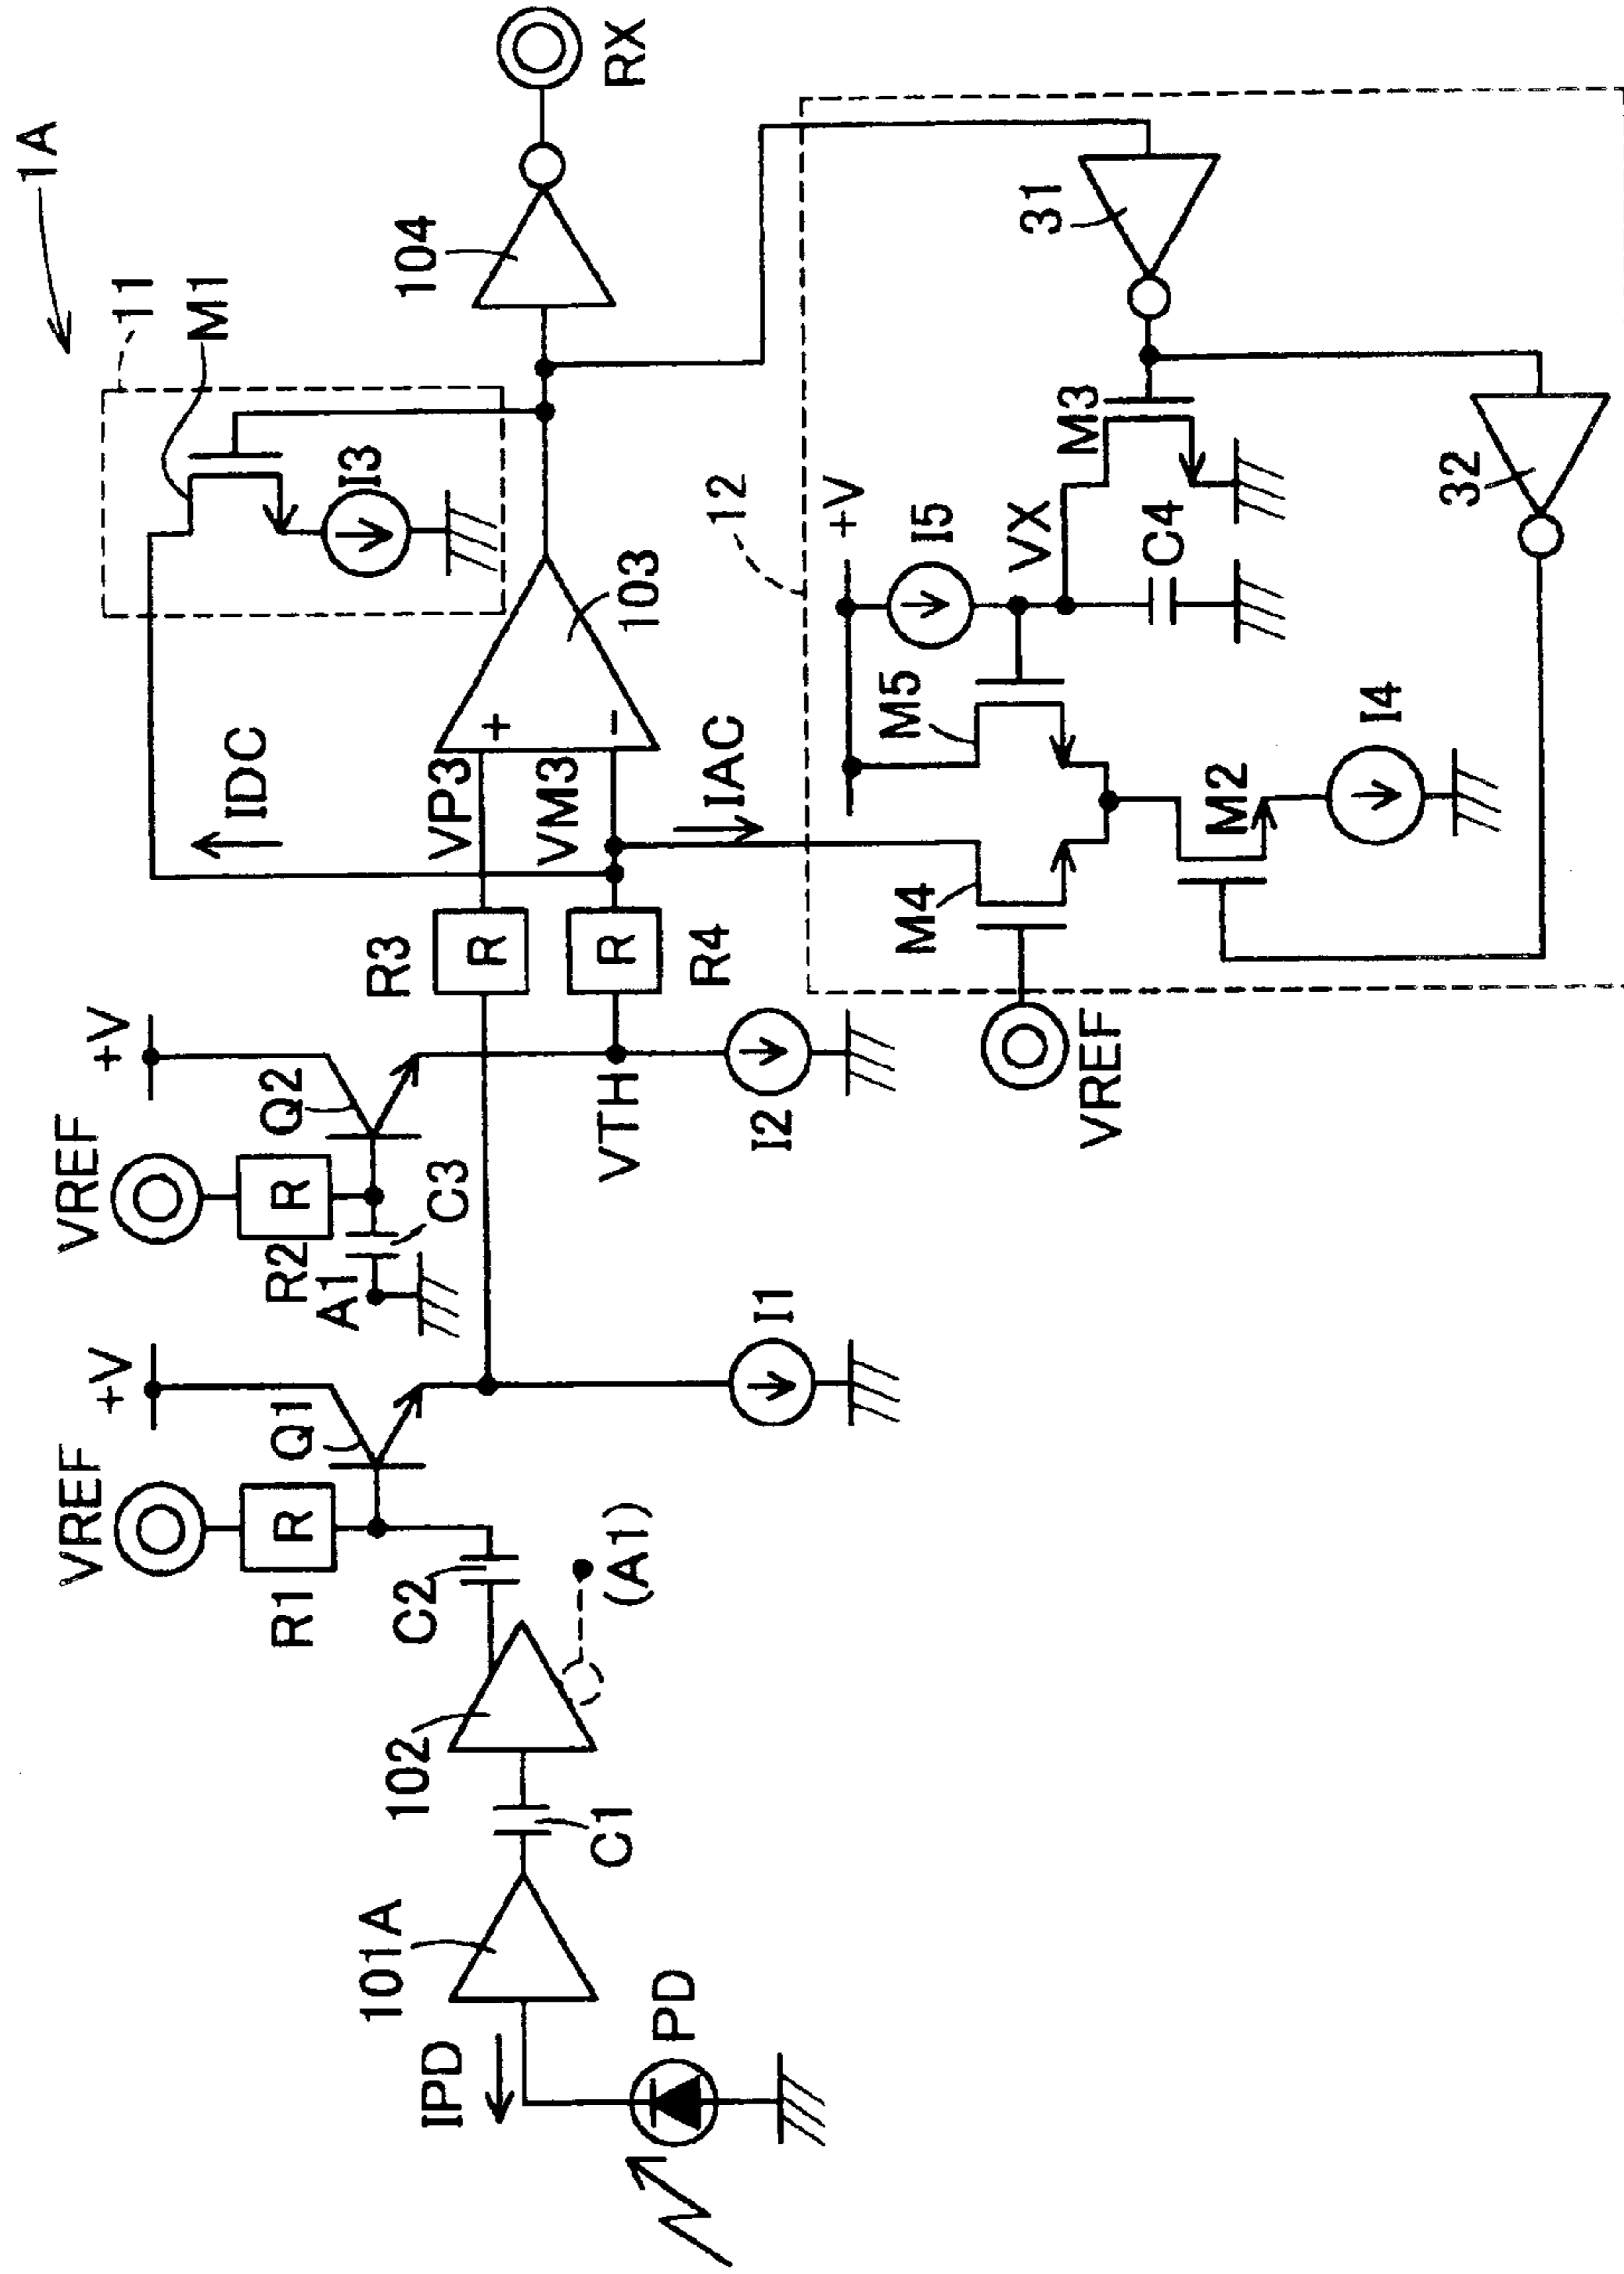 1A
11
M1
I3
IDC
103
104
RX
VREF
+V
Q1
R1
R
VREF
+V
Q2
R2
R
A1
C3
R3
R
VP3
+
VM3
−
R
R4
IAC
VTH
I1
I2
IPD
PD
101A
C1
102
C2
(A1)
12
+V
I5
VX
M3
31
C4
M5
M4
VREF
M2
I4
32